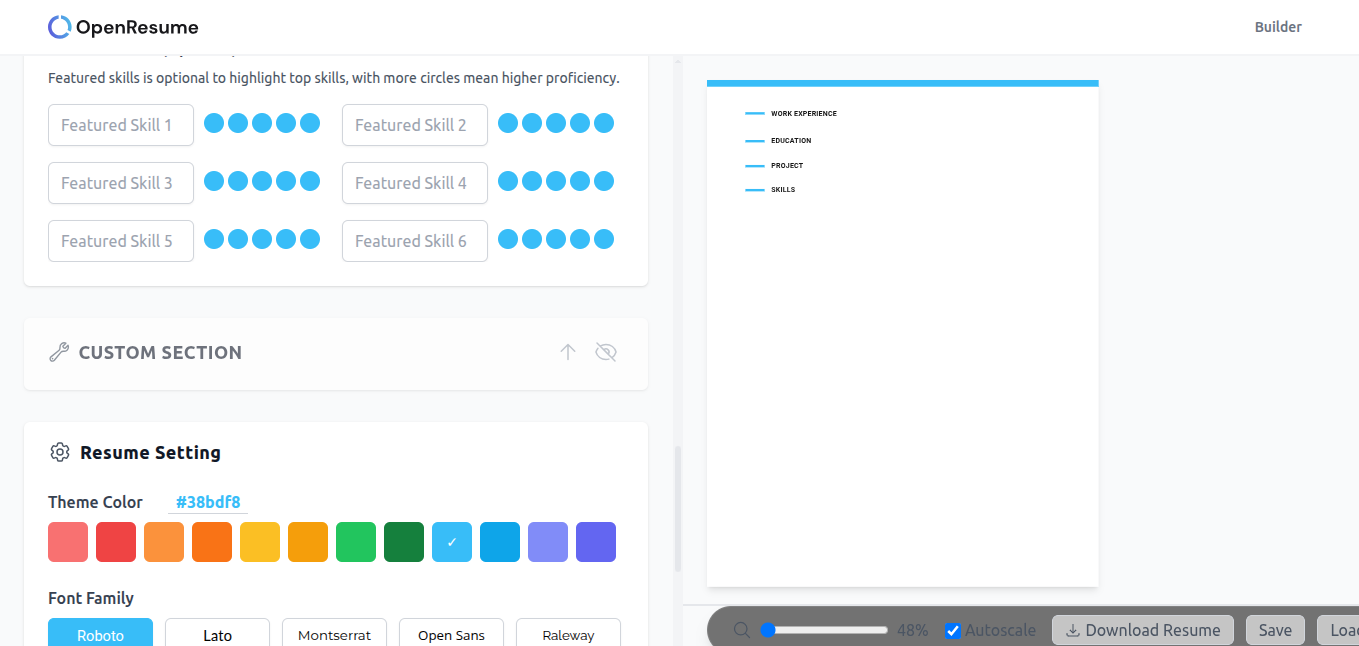 OpenResume
Builder
Featured skills is optional to highlight top skills, with more circles mean higher proficiency.
Featured Skill 1
Featured Skill 2
Featured Skill 3
Featured Skill 4
Featured Skill 5
Featured Skill 6
CUSTOM SECTION
Resume Setting
Theme Color #38bdf8
✓
Font Family
Roboto
Lato
Montserrat
Open Sans
Raleway
WORK EXPERIENCE
EDUCATION
PROJECT
SKILLS
48%
Autoscale
Download Resume
Save